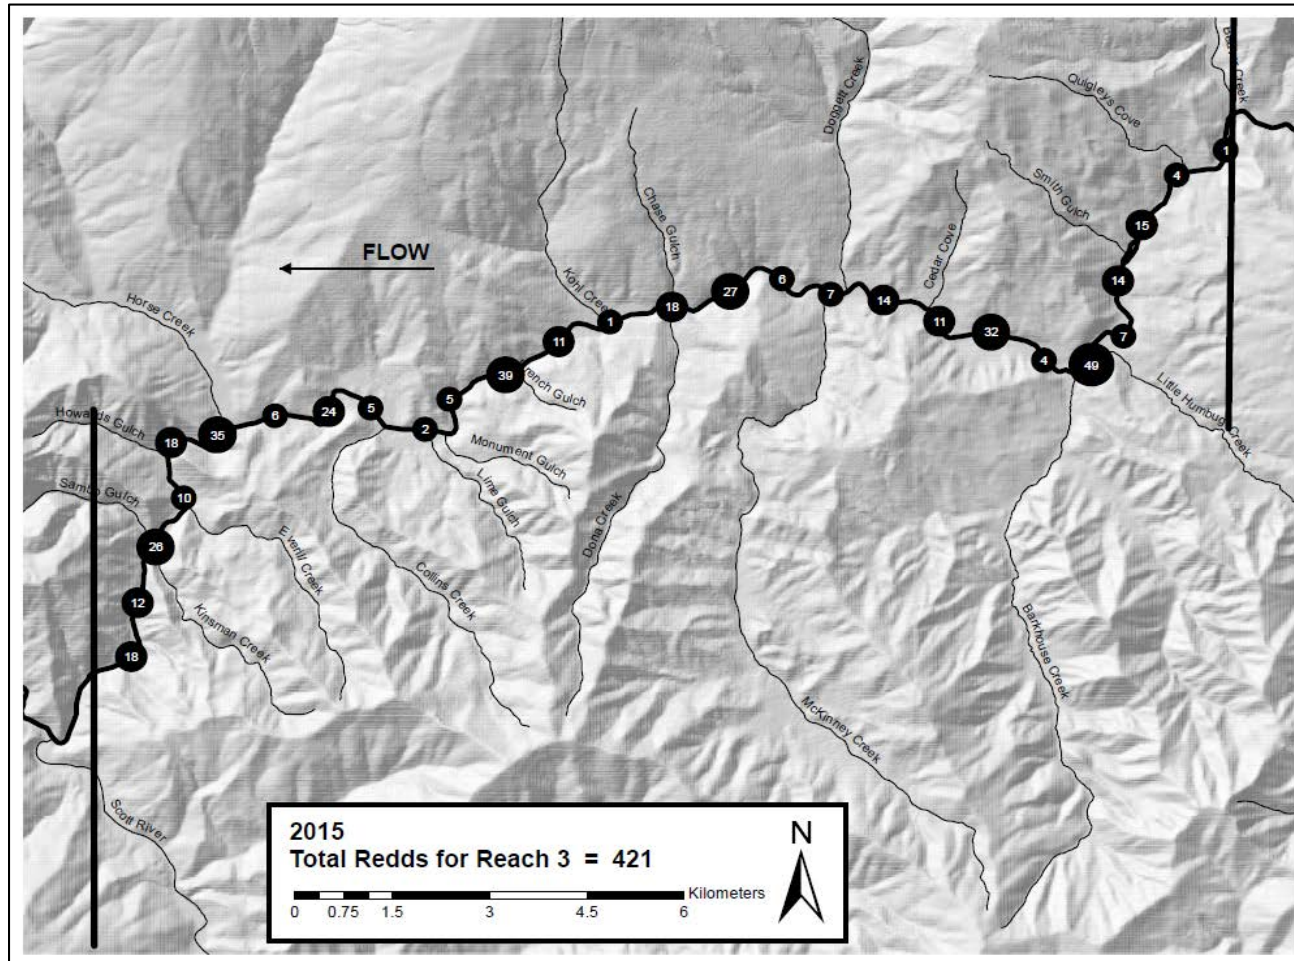 Beaver Creek
Quigleys Cove
Doggett Creek
1
4
Smith Gulch
Chase Gulch
15
Cedar Cove
FLOW
Kohl Creek
14
6
27
7
14
18
Horse Creek
1
11
32
7
11
4
49
39
French Gulch
Little Humbug Creek
5
5
24
6
Howards Gulch
2
35
18
Monument Gulch
Lime Gulch
10
Dona Creek
26
Everill Creek
Collins Creek
12
Kinsman Creek
Barkhouse Creek
18
McKinney Creek
Scott River
2015
Total Redds for Reach 3 = 421
N
Kilometers
0 0.75 1.5 3 4.5 6